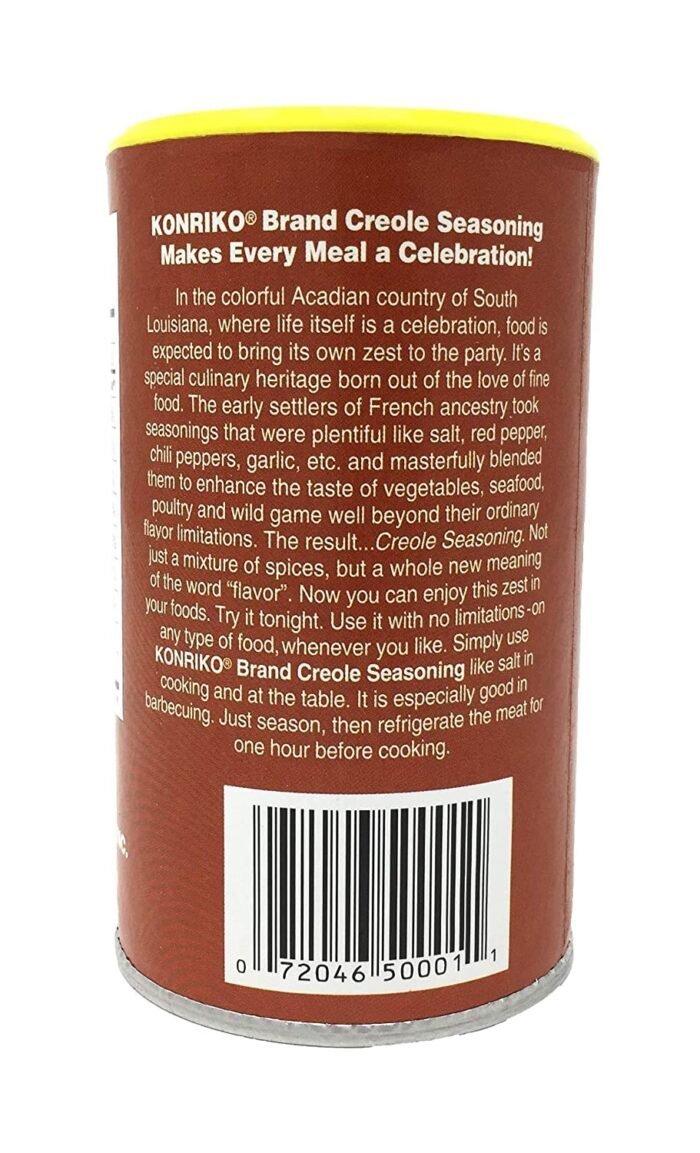 KONRIKO® Brand Creole Seasoning
Makes Every Meal a Celebration!
In the colorful Acadian country of South
Louisiana, where life itself is a celebration, food is
expected to bring its own zest to the party. It's a
special culinary heritage born out of the love of fine
food. The early settlers of French ancestry took
seasonings that were plentiful like salt, red pepper,
chili peppers, garlic, etc. and masterfully blended
them to enhance the taste of vegetables, seafood,
poultry and wild game well beyond their ordinary
flavor limitations. The result...Creole Seasoning. Not
just a mixture of spices, but a whole new meaning
of the word “flavor”. Now you can enjoy this zest in
your foods. Try it tonight. Use it with no limitations-on
any type of food, whenever you like. Simply use
KONRIKO® Brand Creole Seasoning like salt in
cooking and at the table. It is especially good in
barbecuing. Just season, then refrigerate the meat for
one hour before cooking.
0 72046 50001 1